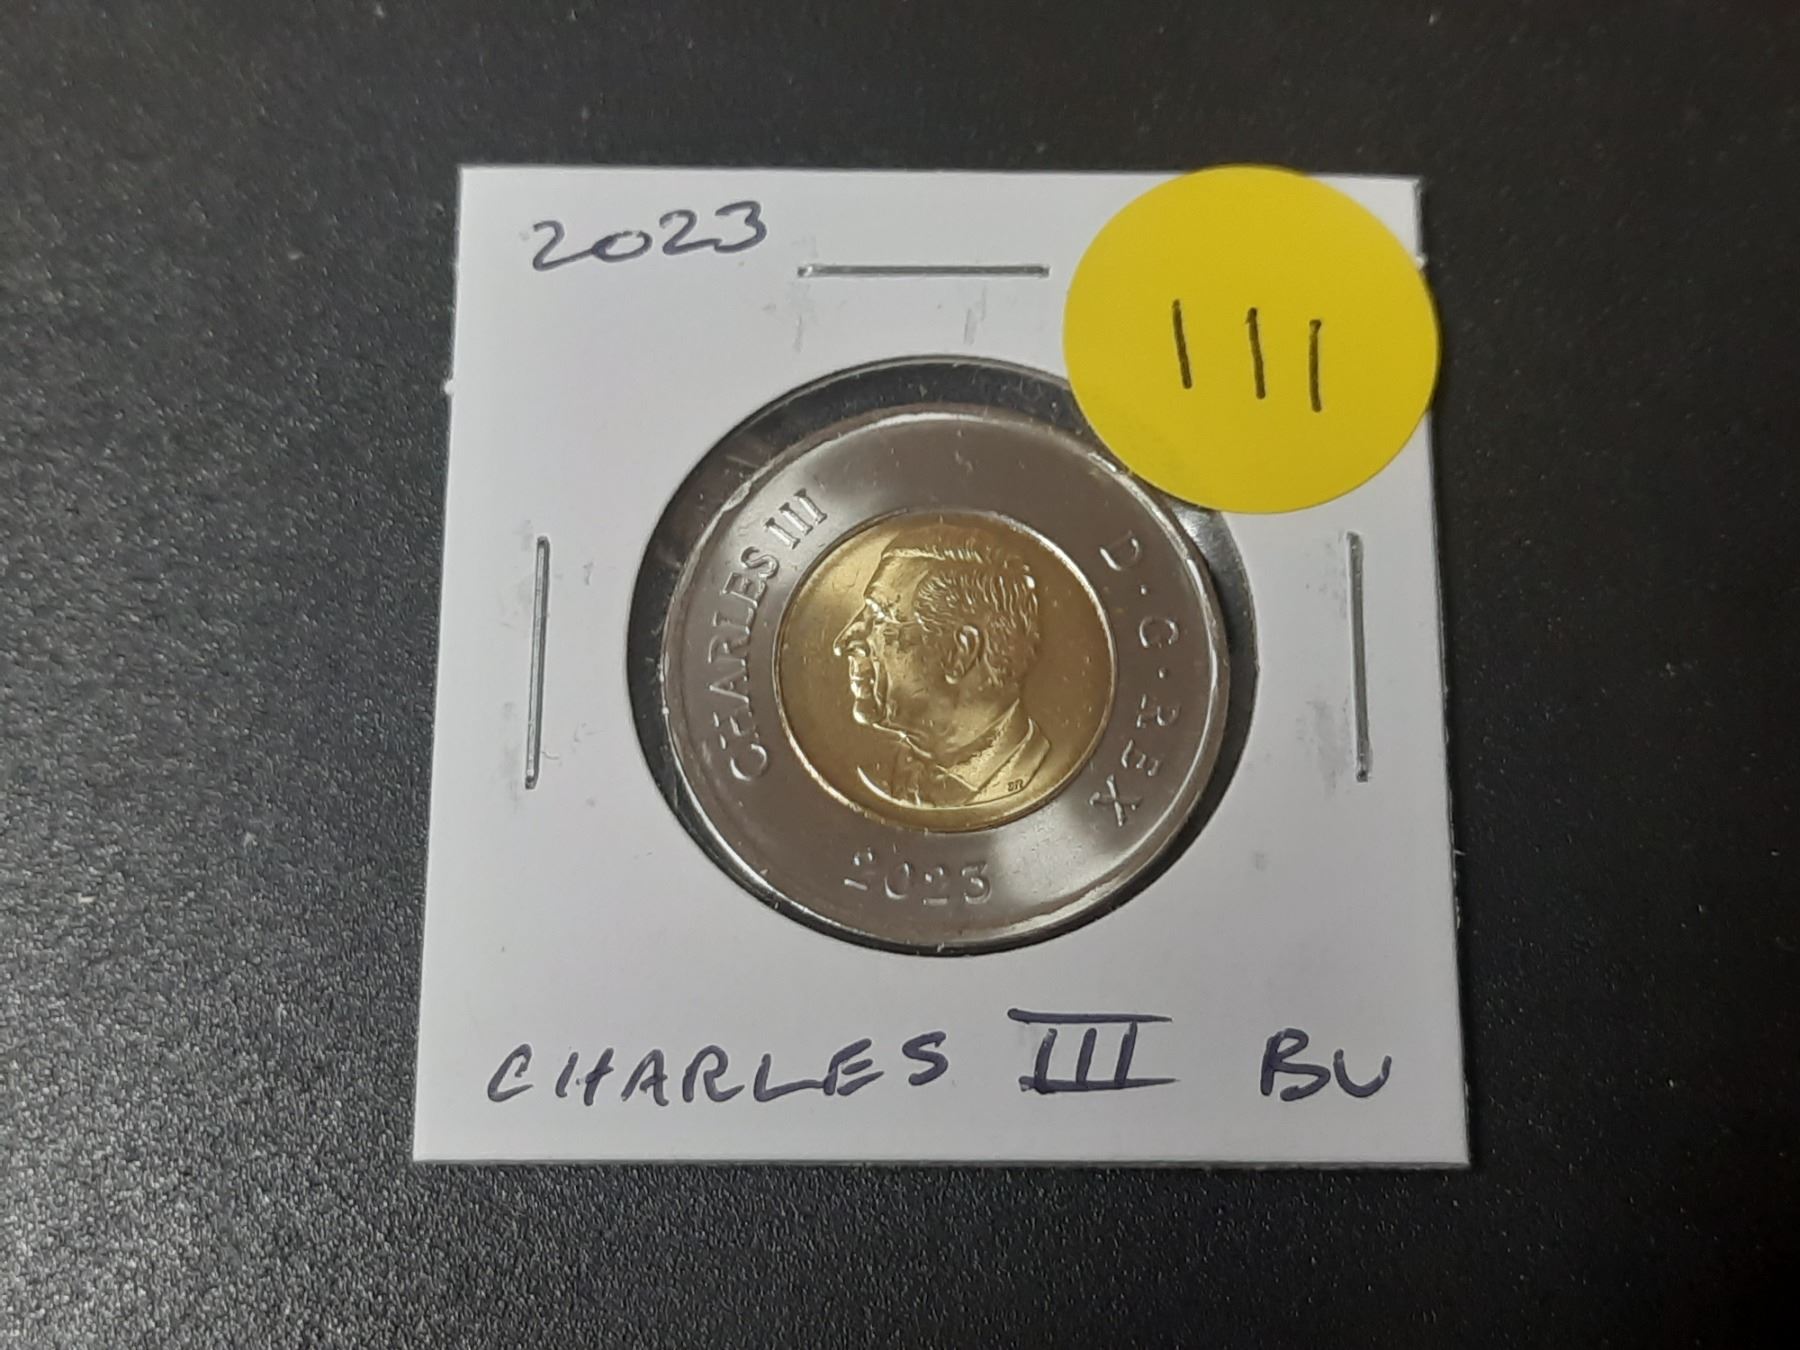 2023
111
CHARLES III
D·G·REX
2023
CHARLES III BU